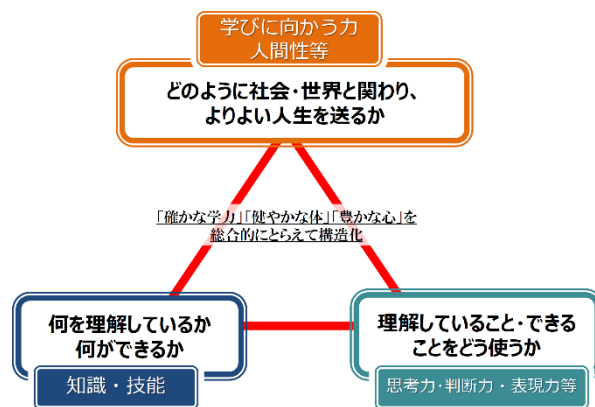 学びに向かう力
人間性等
どのように社会・世界と関わり、
よりよい人生を送るか
「確かな学力」「健やかな体」「豊かな心」を
総合的にとらえて構造化
何を理解しているか
何ができるか
知識・技能
理解していること・できる
ことをどう使うか
思考力・判断力・表現力等